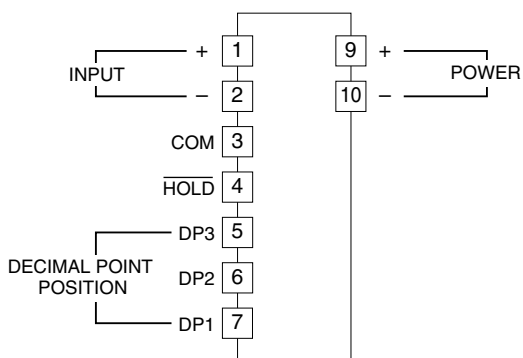 + 1 9 +
INPUT POWER
− 2 10 −
COM 3
HOLD 4
DP3 5
DECIMAL POINT
POSITION
DP2 6
DP1 7